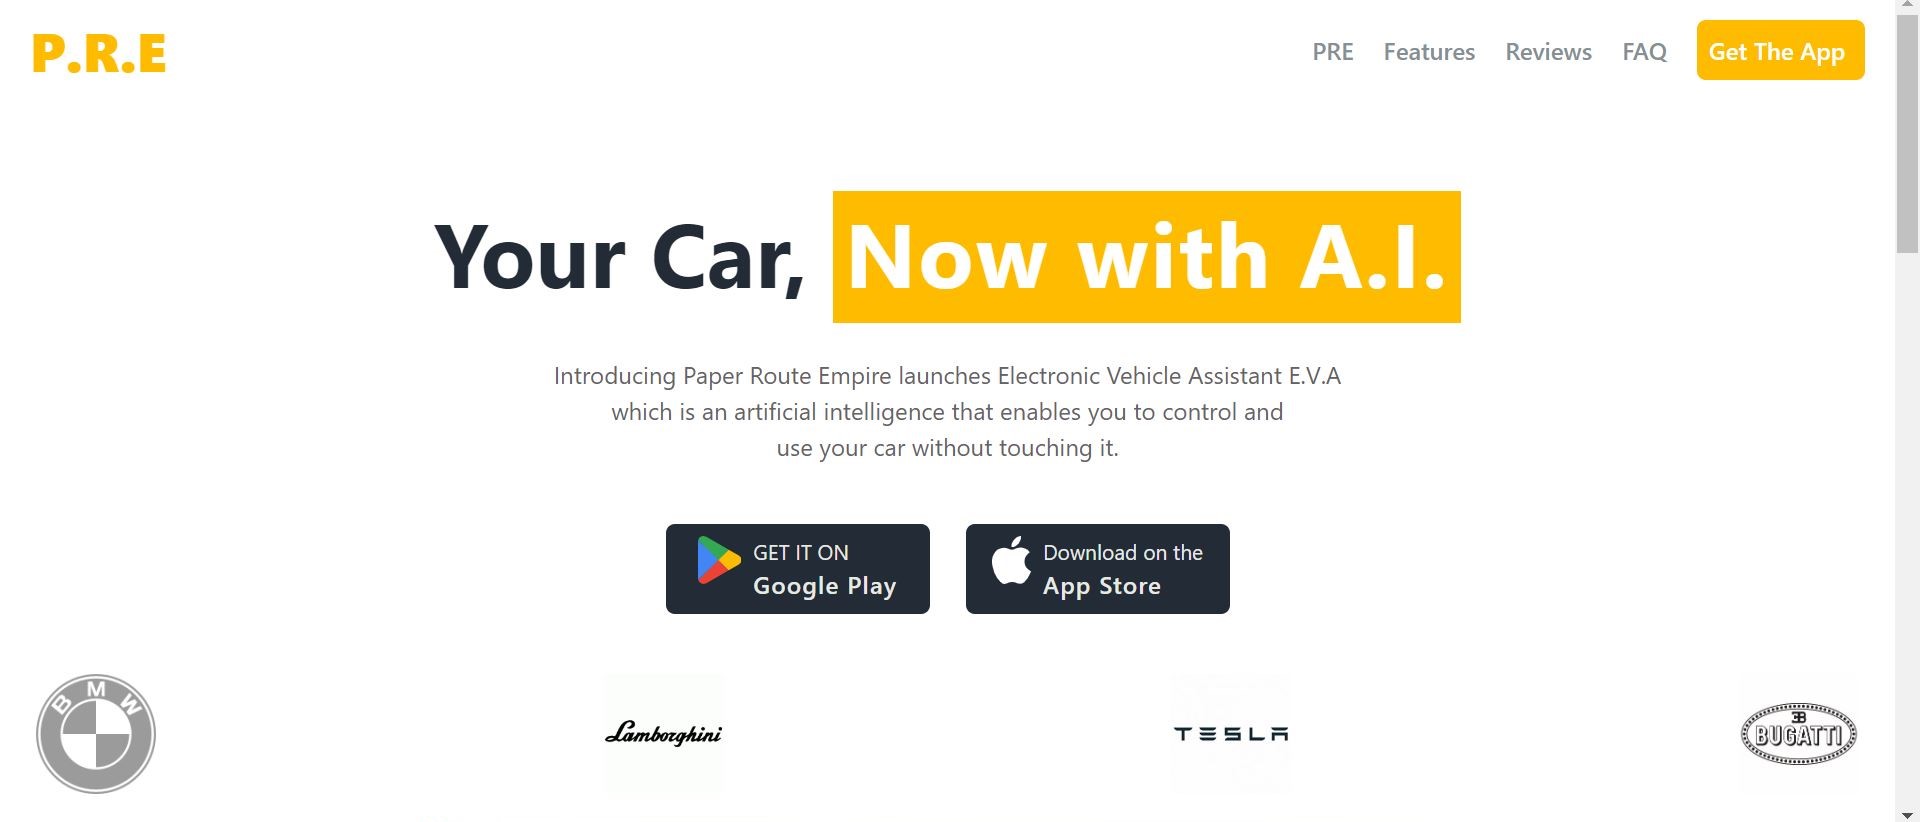 P.R.E
PRE
Features
Reviews
FAQ
Get The App
Your Car, Now with A.I.
Introducing Paper Route Empire launches Electronic Vehicle Assistant E.V.A
which is an artificial intelligence that enables you to control and
use your car without touching it.
GET IT ON
Google Play
Download on the
App Store
BMW
Lamborghini
TESLA
EB
BUGATTI